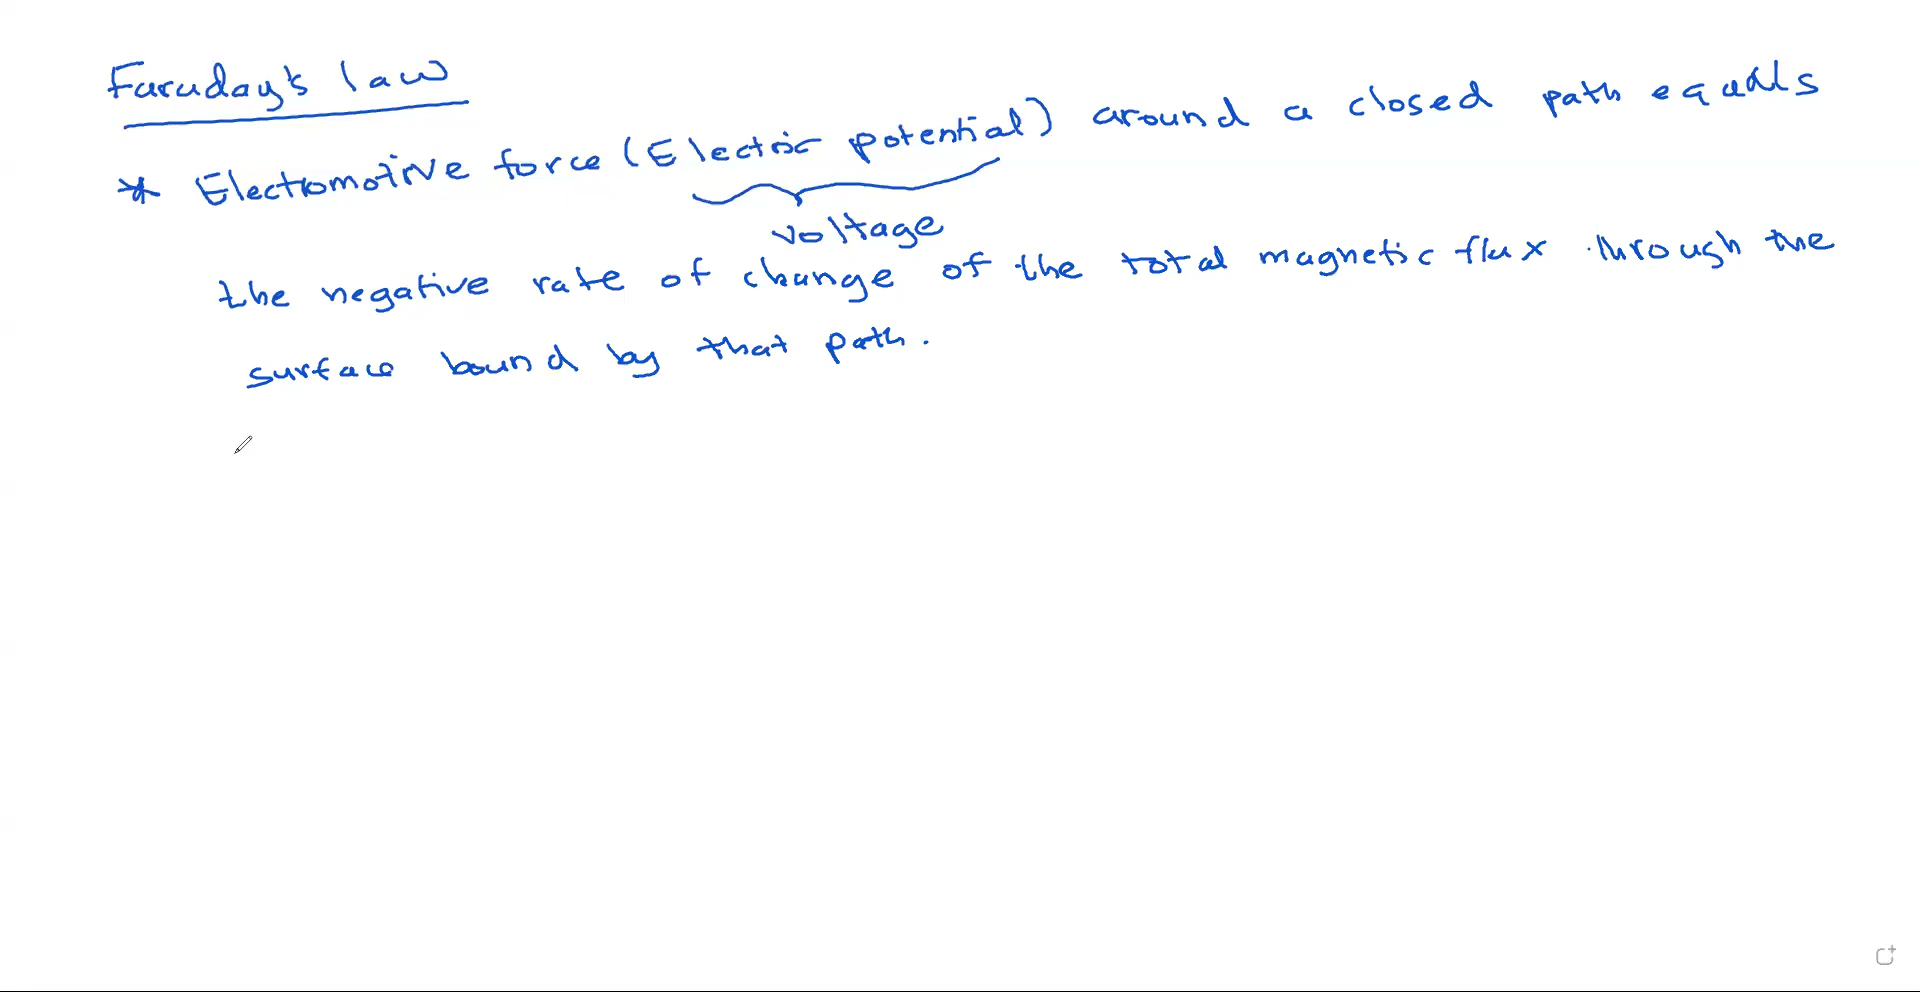 Faraday's law
* Electromotive force (Electric potential) around a closed path equals
voltage
the negative rate of change of the total magnetic flux through the
surface bound by that path.